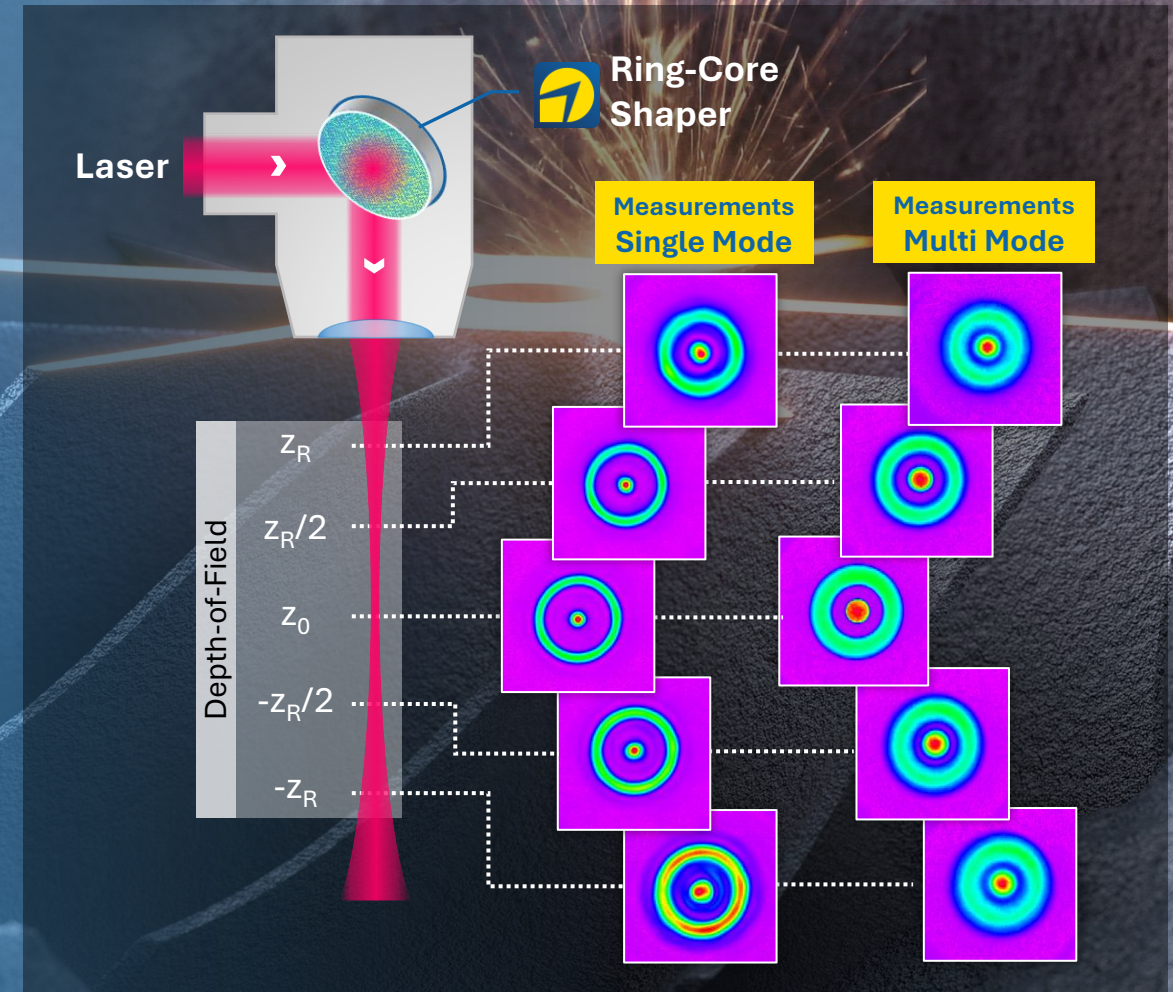 Ring-Core
Shaper
Laser
Measurements
Single Mode
Measurements
Multi Mode
Depth-of-Field
zR
zR/2
z0
-zR/2
-zR